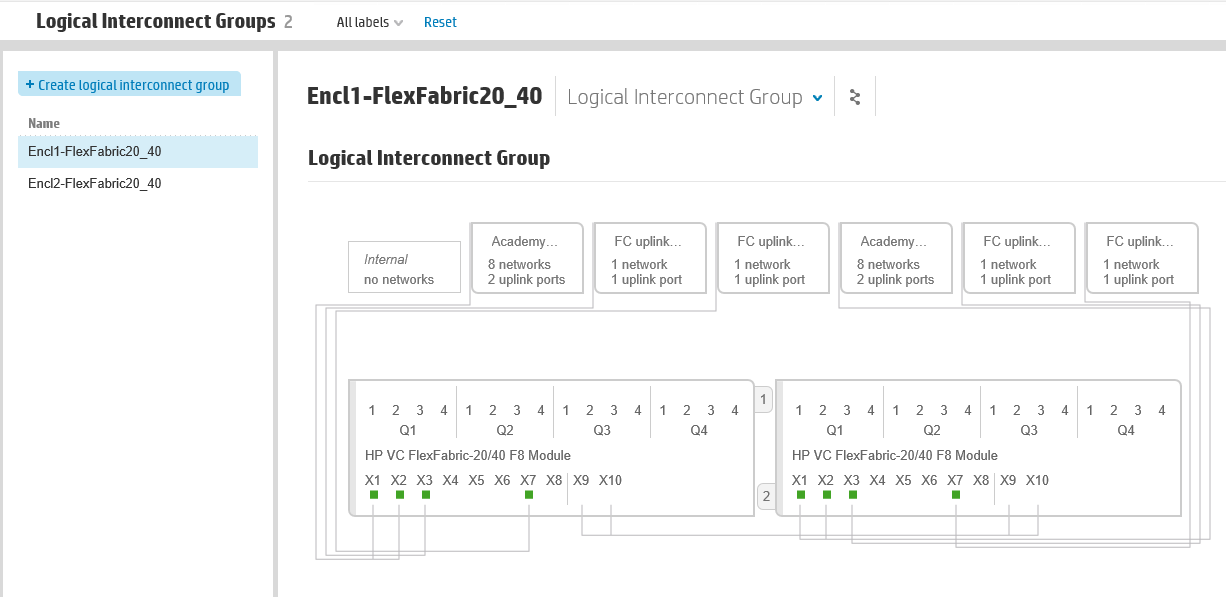 Logical Interconnect Groups 2 All labels Reset
+ Create logical interconnect group
Name
Encl1-FlexFabric20_40
Encl2-FlexFabric20_40
Encl1-FlexFabric20_40 Logical Interconnect Group
Logical Interconnect Group
Internal
no networks
Academy...
8 networks
2 uplink ports
FC uplink...
1 network
1 uplink port
FC uplink...
1 network
1 uplink port
Academy...
8 networks
2 uplink ports
FC uplink...
1 network
1 uplink port
FC uplink...
1 network
1 uplink port
1 2 3 4 1 2 3 4 1 2 3 4 1 2 3 4
Q1 Q2 Q3 Q4
HP VC FlexFabric-20/40 F8 Module
X1 X2 X3 X4 X5 X6 X7 X8 X9 X10
1
2
1 2 3 4 1 2 3 4 1 2 3 4 1 2 3 4
Q1 Q2 Q3 Q4
HP VC FlexFabric-20/40 F8 Module
X1 X2 X3 X4 X5 X6 X7 X8 X9 X10